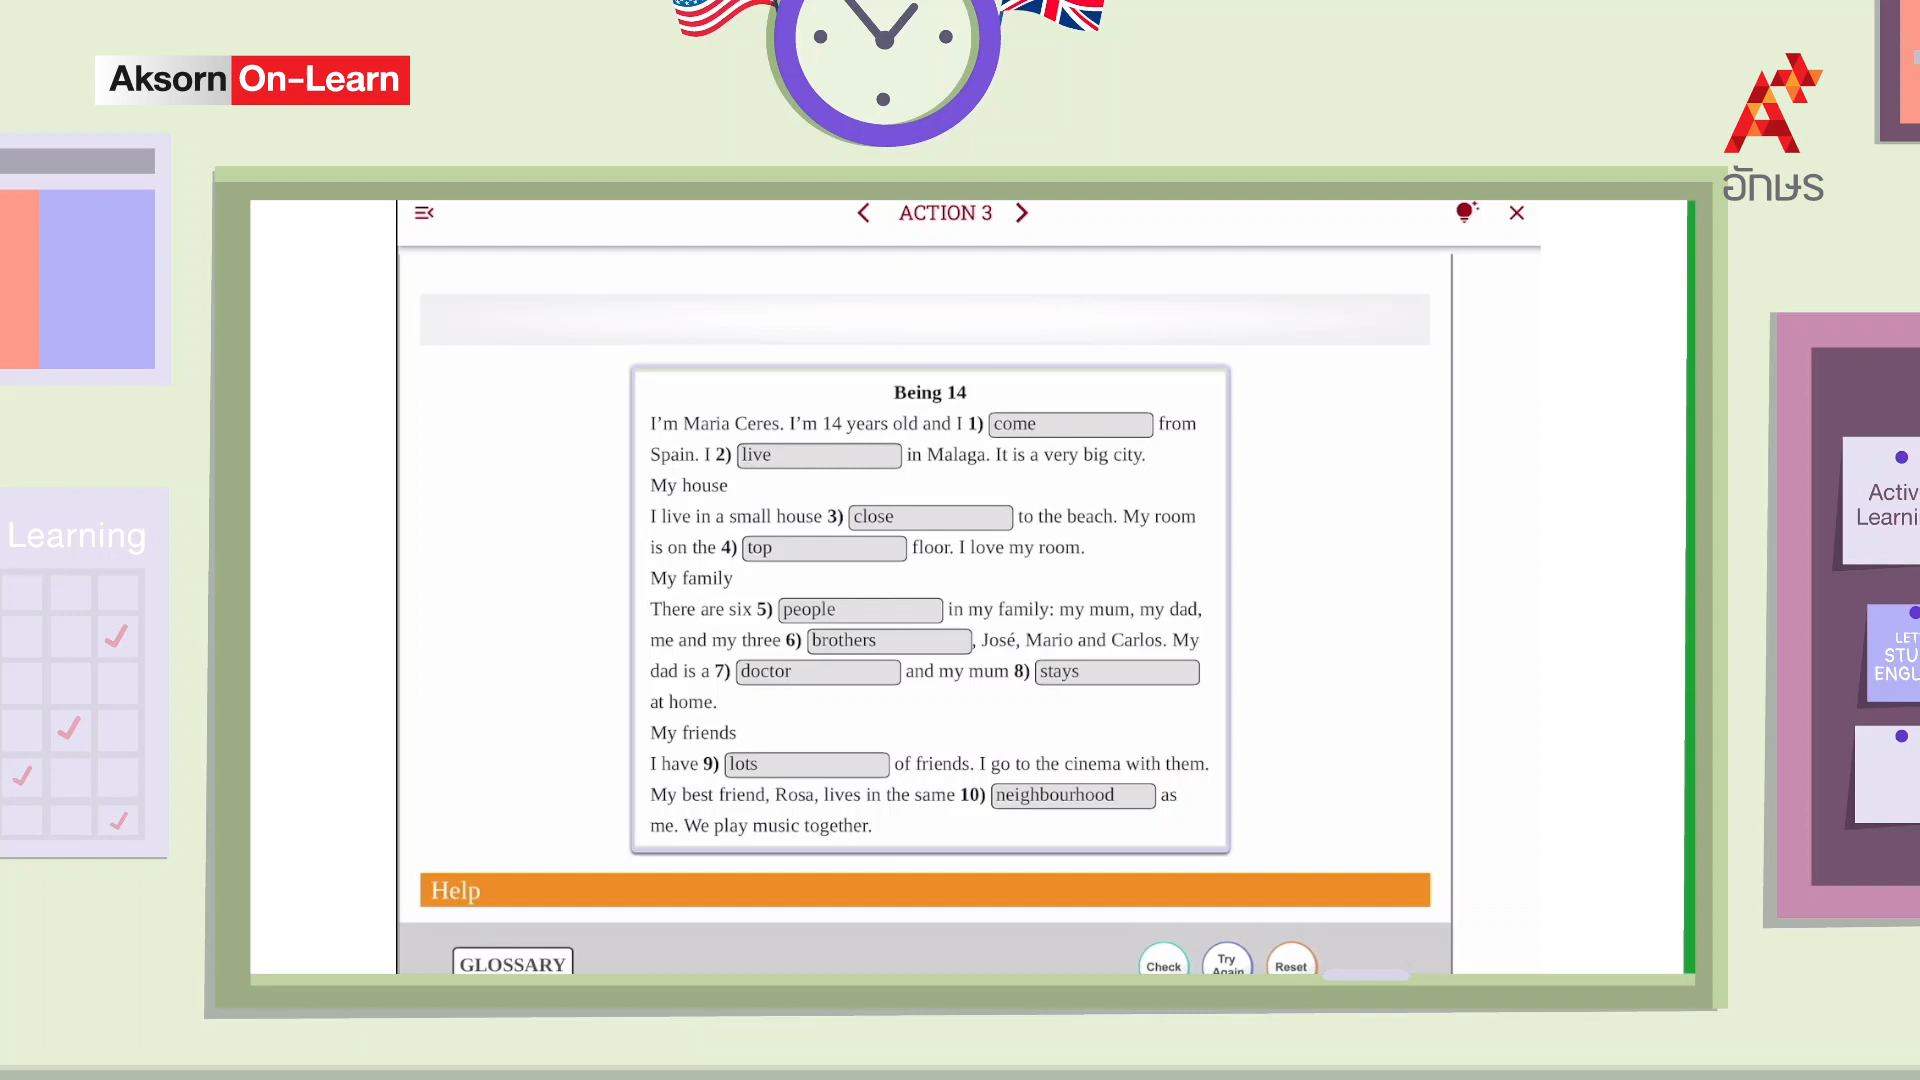 Aksorn On-Learn
อักษร
ACTION 3
Being 14
I'm Maria Ceres. I'm 14 years old and I 1) come from
Spain. I 2) live in Malaga. It is a very big city.
My house
I live in a small house 3) close to the beach. My room
is on the 4) top floor. I love my room.
My family
There are six 5) people in my family: my mum, my dad,
me and my three 6) brothers, José, Mario and Carlos. My
dad is a 7) doctor and my mum 8) stays
at home.
My friends
I have 9) lots of friends. I go to the cinema with them.
My best friend, Rosa, lives in the same 10) neighbourhood as
me. We play music together.
Help
GLOSSARY
Check
Try
Again
Reset
Learning
Activ
Learni
LET
STU
ENGL